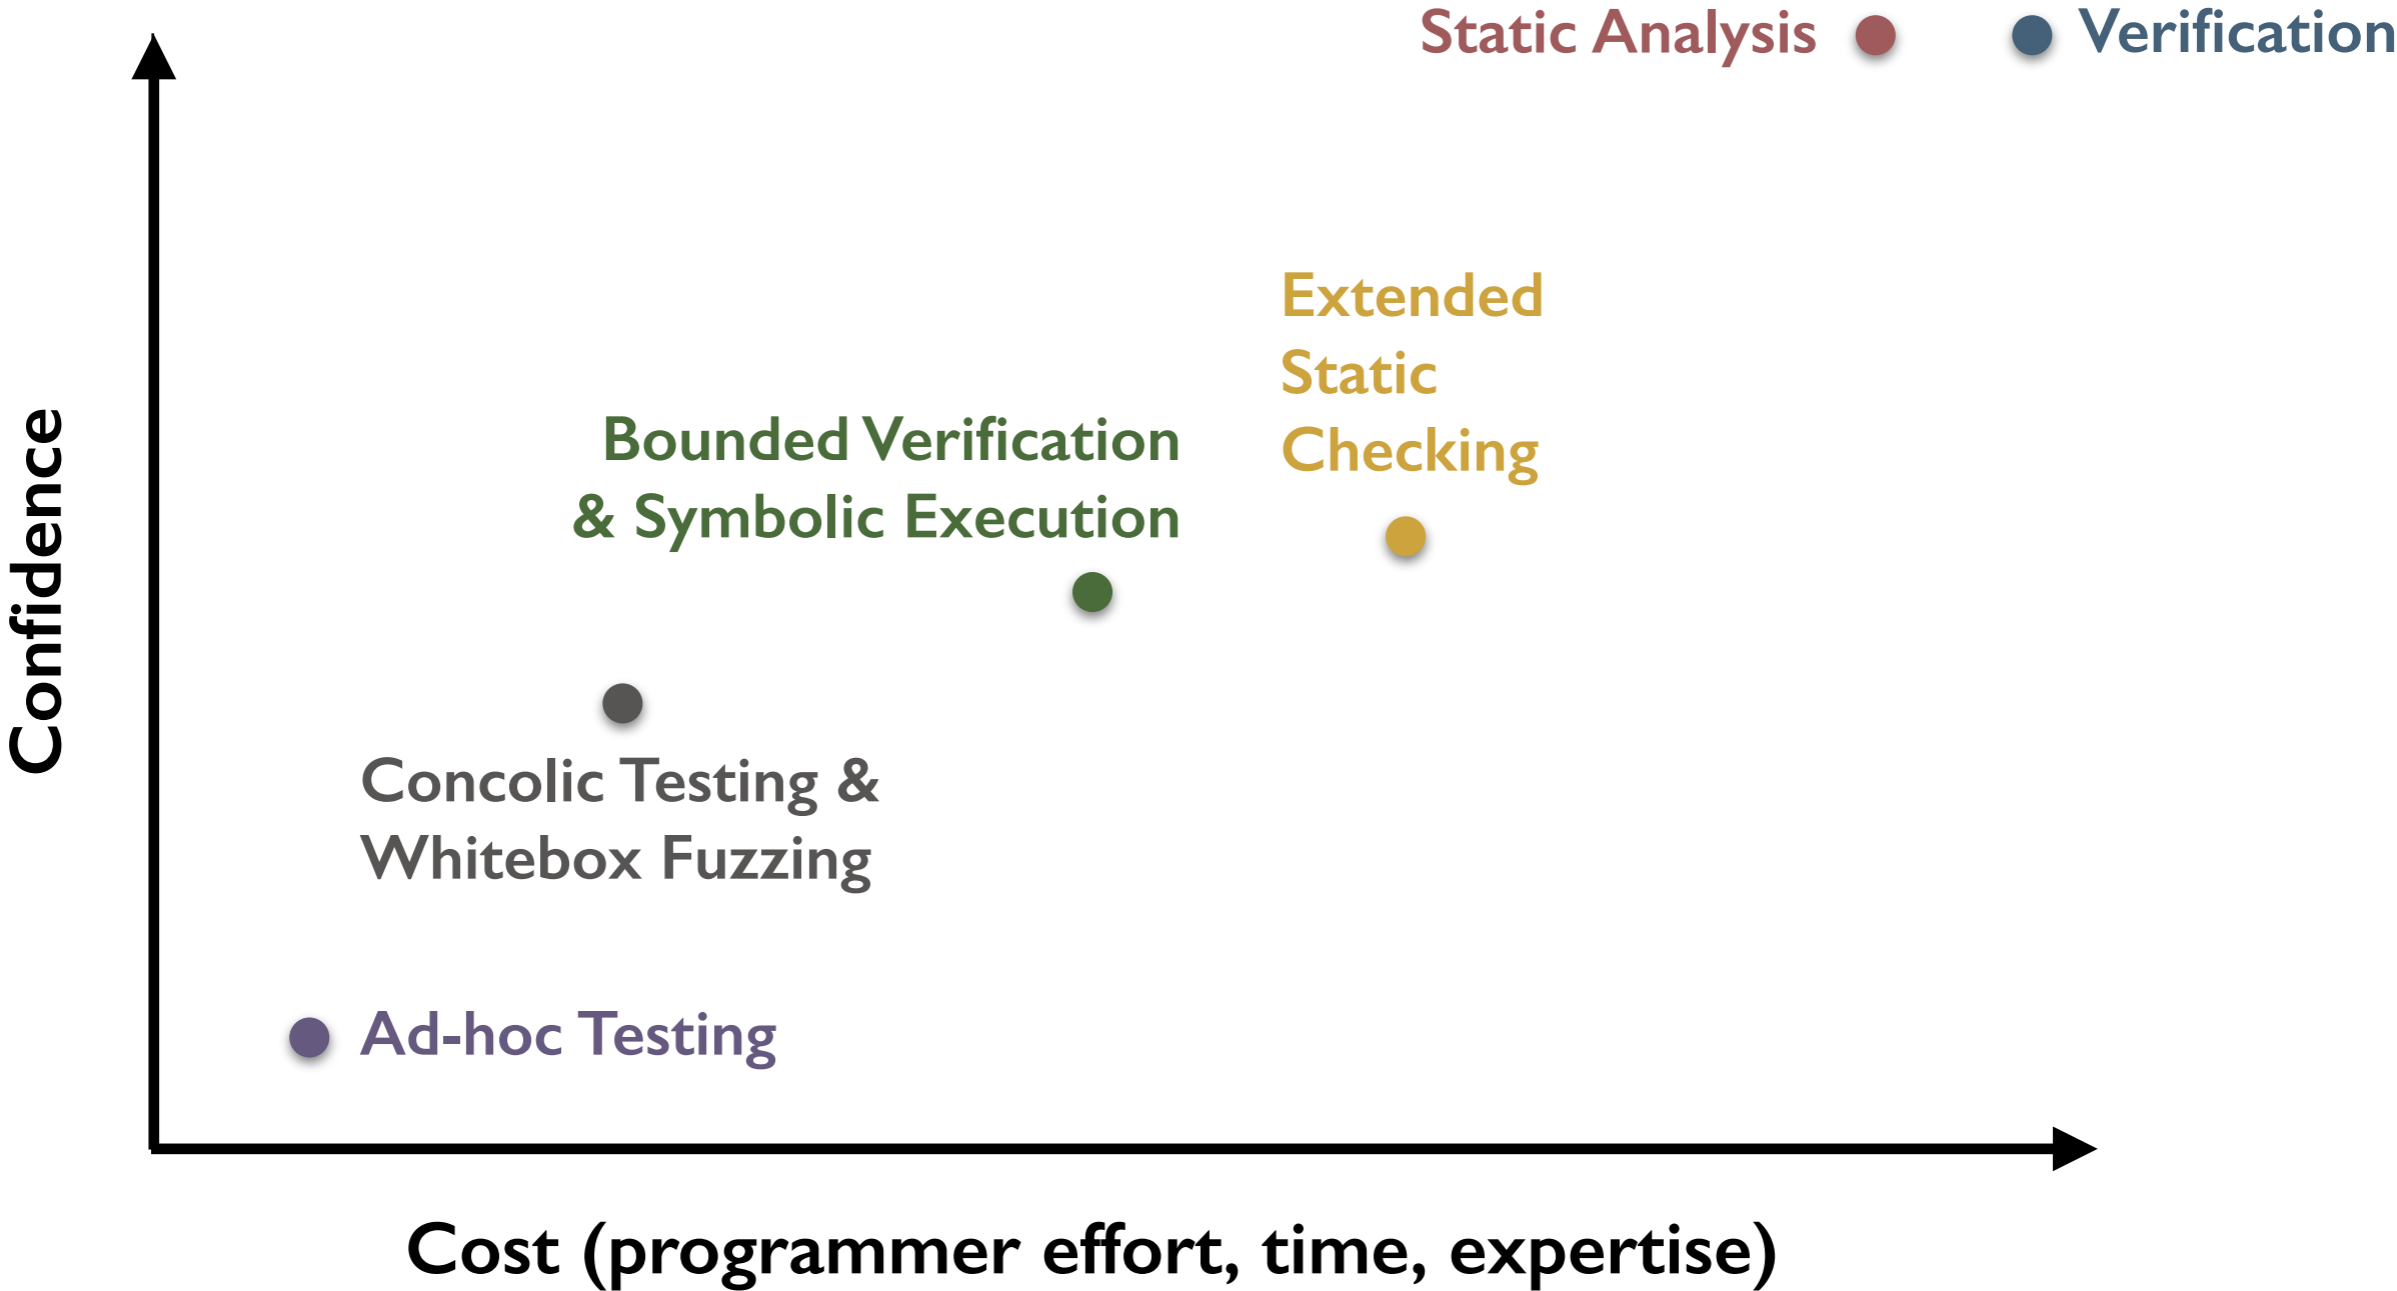 Static Analysis
Verification
Extended
Static
Checking
Bounded Verification
& Symbolic Execution
Confidence
Concolic Testing &
Whitebox Fuzzing
Ad-hoc Testing
Cost (programmer effort, time, expertise)